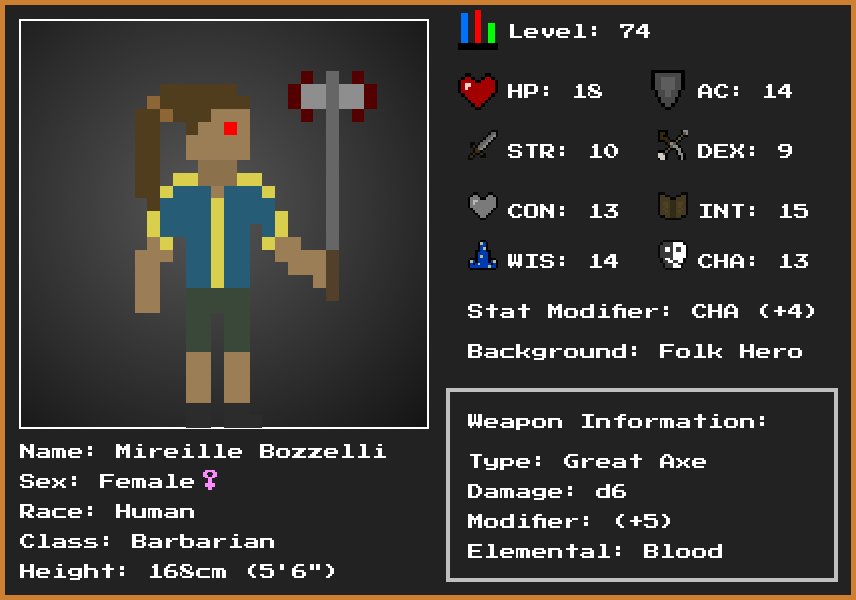 Level: 74
HP: 18 AC: 14
STR: 10 DEX: 9
CON: 13 INT: 15
WIS: 14 CHA: 13
Stat Modifier: CHA (+4)
Background: Folk Hero
Weapon Information:
Type: Great Axe
Damage: d6
Modifier: (+5)
Elemental: Blood
Name: Mireille Bozzelli
Sex: Female♀
Race: Human
Class: Barbarian
Height: 168cm (5'6")